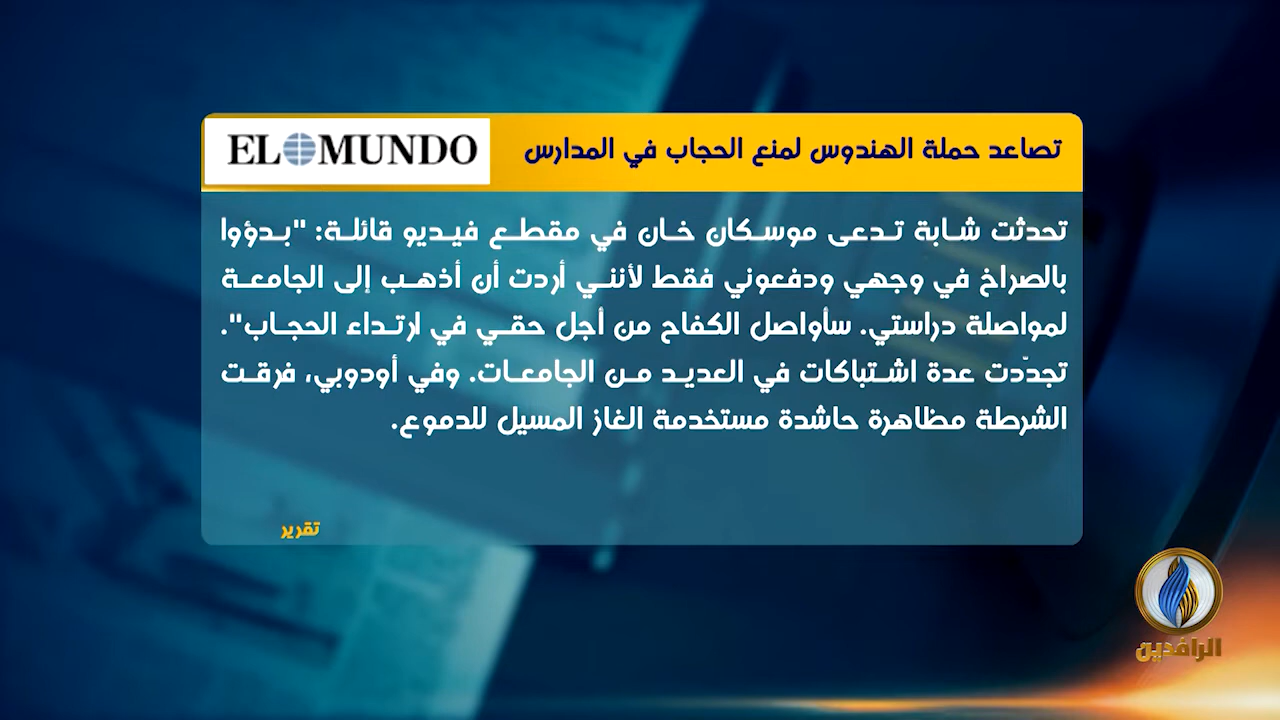 تصاعد حملة الهندوس لمنع الحجاب في المدارس
EL MUNDO
تحدثت شابة تدعى موسكان خان في مقطع فيديو قائلة: "بدؤوا
بالصراخ في وجهي ودفعوني فقط لأنني أردت أن أذهب إلى الجامعة
لمواصلة دراستي. سأواصل الكفاح من أجل حقي في ارتداء الحجاب".
تجدّدت عدة اشتباكات في العديد من الجامعات. وفي أودوبي، فرقت
الشرطة مظاهرة حاشدة مستخدمة الغاز المسيل للدموع.
تقرير
الرافدين